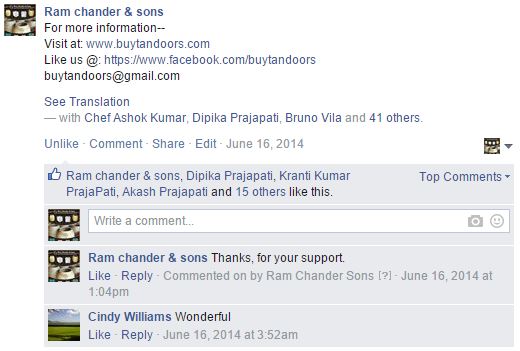 Ram chander & sons
For more information--
Visit at: www.buytandoors.com
Like us @: https://www.facebook.com/buytandoors
buytandoors@gmail.com
See Translation
— with Chef Ashok Kumar, Dipika Prajapati, Bruno Vila and 41 others.
Unlike · Comment · Share · Edit · June 16, 2014
Ram chander & sons, Dipika Prajapati, Kranti Kumar
PrajaPati, Akash Prajapati and 15 others like this.
Top Comments
Write a comment...
Ram chander & sons Thanks, for your support.
Like · Reply · Commented on by Ram Chander Sons [?] · June 16, 2014 at
1:04pm
Cindy Williams Wonderful
Like · Reply · June 16, 2014 at 3:52am